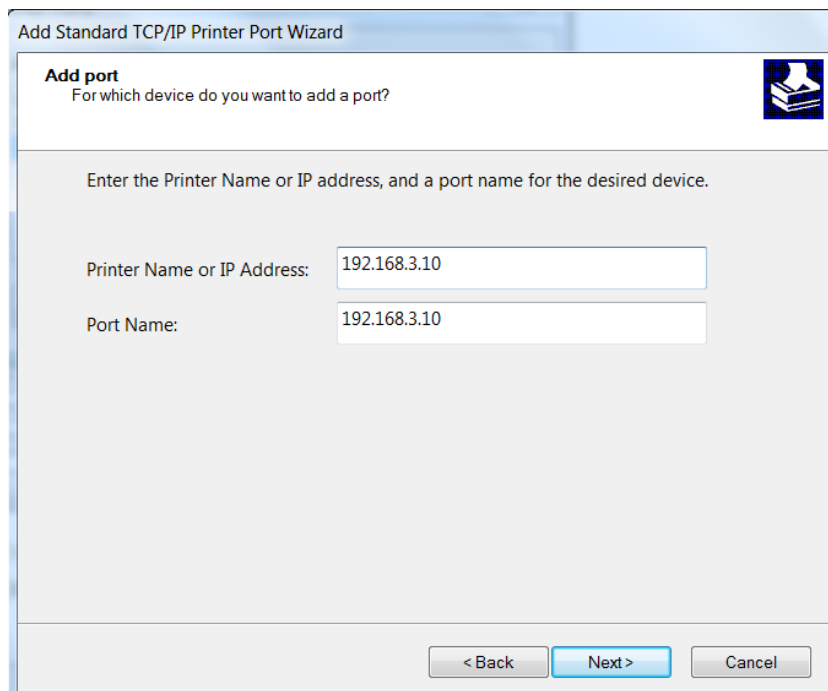 Add Standard TCP/IP Printer Port Wizard
Add port
For which device do you want to add a port?
Enter the Printer Name or IP address, and a port name for the desired device.
Printer Name or IP Address: 192.168.3.10
Port Name: 192.168.3.10
< Back Next > Cancel